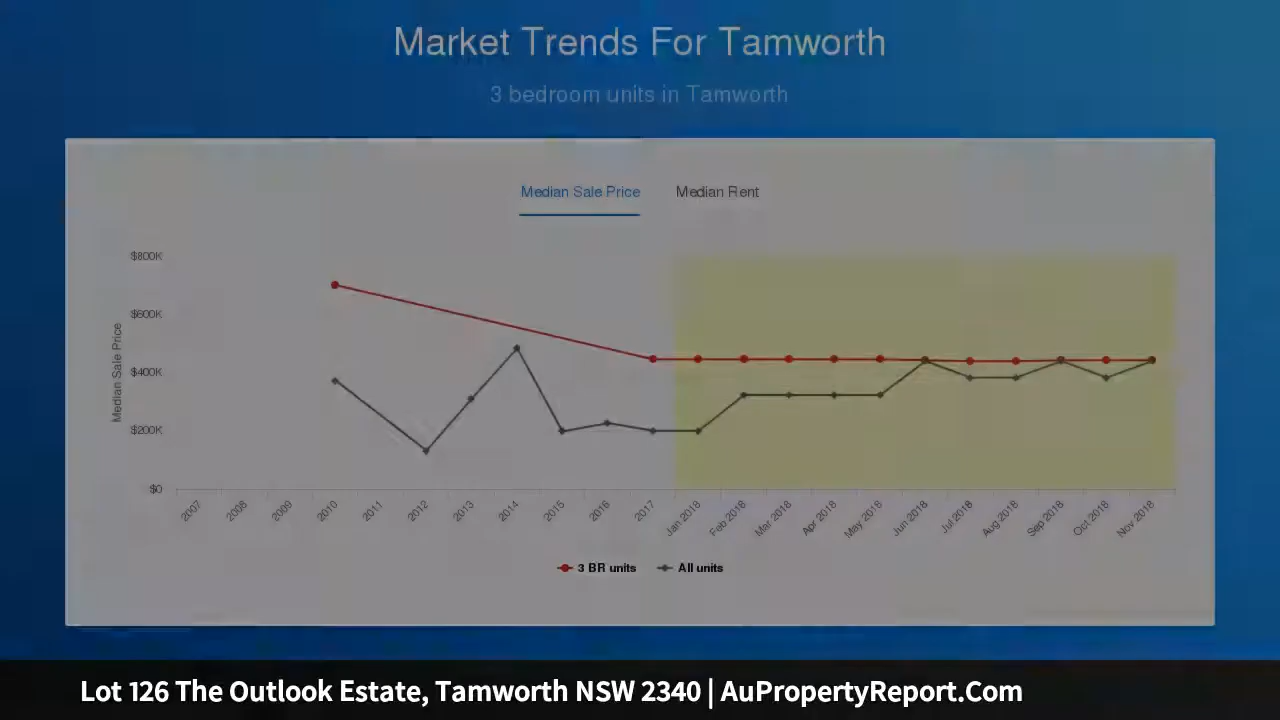 Market Trends For Tamworth
3 bedroom units in Tamworth
Median Sale Price Median Rent
Median Sale Price
$800K
$600K
$400K
$200K
$0
2007 2008 2009 2010 2011 2012 2013 2014 2015 2016 2017 Jan 2018 Feb 2018 Mar 2018 Apr 2018 May 2018 Jun 2018 Jul 2018 Aug 2018 Sep 2018 Oct 2018 Nov 2018
3 BR units All units
Lot 126 The Outlook Estate, Tamworth NSW 2340 | AuPropertyReport.Com